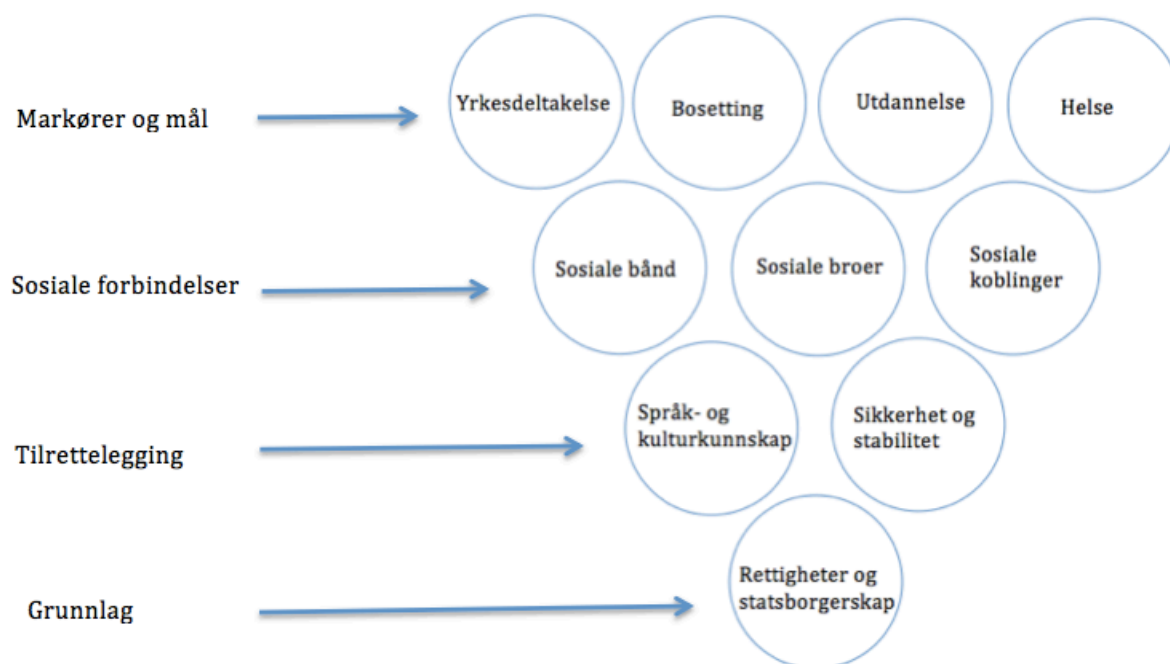 Markører og mål
Yrkesdeltakelse
Bosetting
Utdannelse
Helse
Sosiale forbindelser
Sosiale bånd
Sosiale broer
Sosiale
koblinger
Tilrettelegging
Språk- og
kulturkunnskap
Sikkerhet og
stabilitet
Grunnlag
Rettigheter og
statsborgerskap